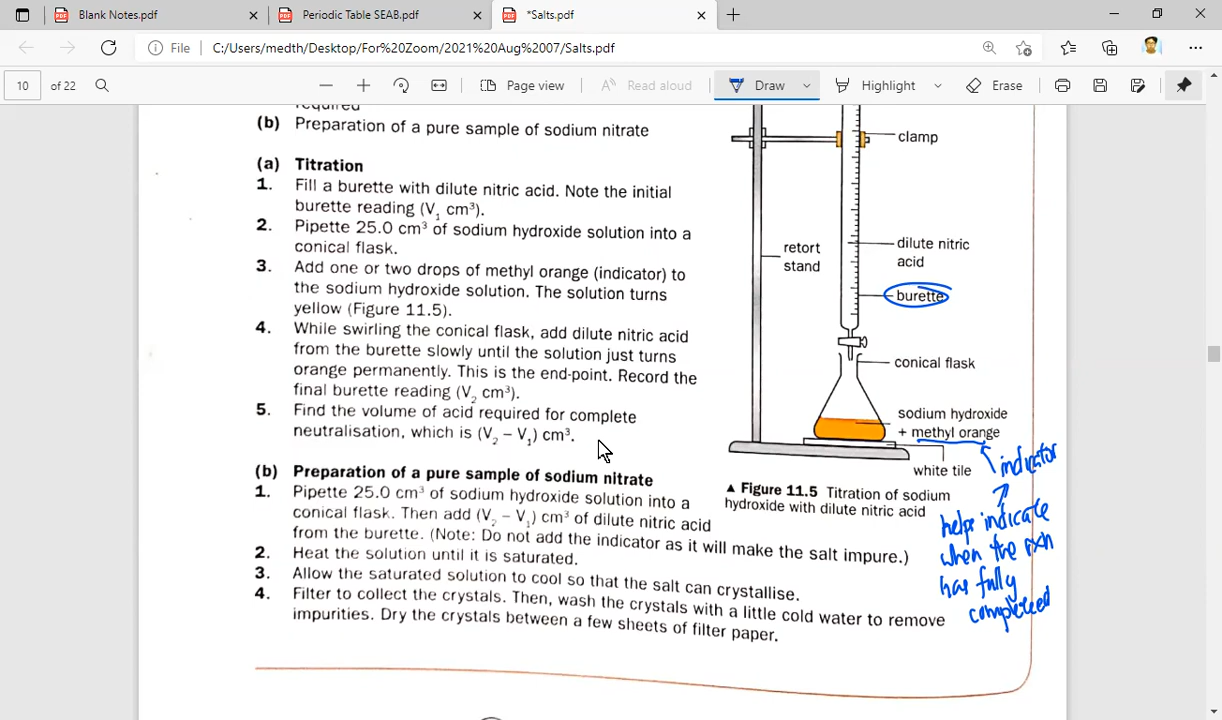 Blank Notes.pdf
Periodic Table SEAB.pdf
*Salts.pdf
File
C:/Users/medth/Desktop/For%20Zoom/2021%20Aug%2007/Salts.pdf
10 of 22
Page view
Read aloud
Draw
Highlight
Erase
required
(b) Preparation of a pure sample of sodium nitrate
(a) Titration
1. Fill a burette with dilute nitric acid. Note the initial
burette reading (V₁ cm³).
2. Pipette 25.0 cm³ of sodium hydroxide solution into a
conical flask.
3. Add one or two drops of methyl orange (indicator) to
the sodium hydroxide solution. The solution turns
yellow (Figure 11.5).
4. While swirling the conical flask, add dilute nitric acid
from the burette slowly until the solution just turns
orange permanently. This is the end-point. Record the
final burette reading (V₂ cm³).
5. Find the volume of acid required for complete
neutralisation, which is (V₂ – V₁) cm³.
(b) Preparation of a pure sample of sodium nitrate
1. Pipette 25.0 cm³ of sodium hydroxide solution into a
conical flask. Then add (V₂ – V₁) cm³ of dilute nitric acid
from the burette. (Note: Do not add the indicator as it will make the salt impure.)
2. Heat the solution until it is saturated.
3. Allow the saturated solution to cool so that the salt can crystallise.
4. Filter to collect the crystals. Then, wash the crystals with a little cold water to remove
impurities. Dry the crystals between a few sheets of filter paper.
clamp
retort
stand
dilute nitric
acid
burette
conical flask
sodium hydroxide
+ methyl orange
white tile
▲ Figure 11.5 Titration of sodium
hydroxide with dilute nitric acid
indicator
helps indicate
when the rxn
has fully
completed